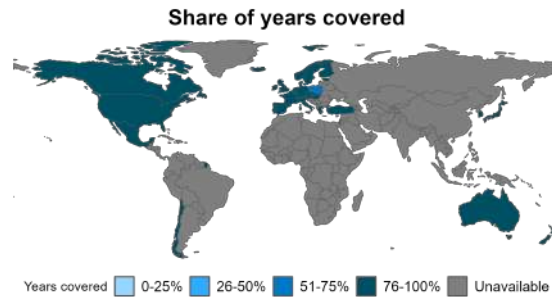 Share of years covered
Years covered 0-25% 26-50% 51-75% 76-100% Unavailable